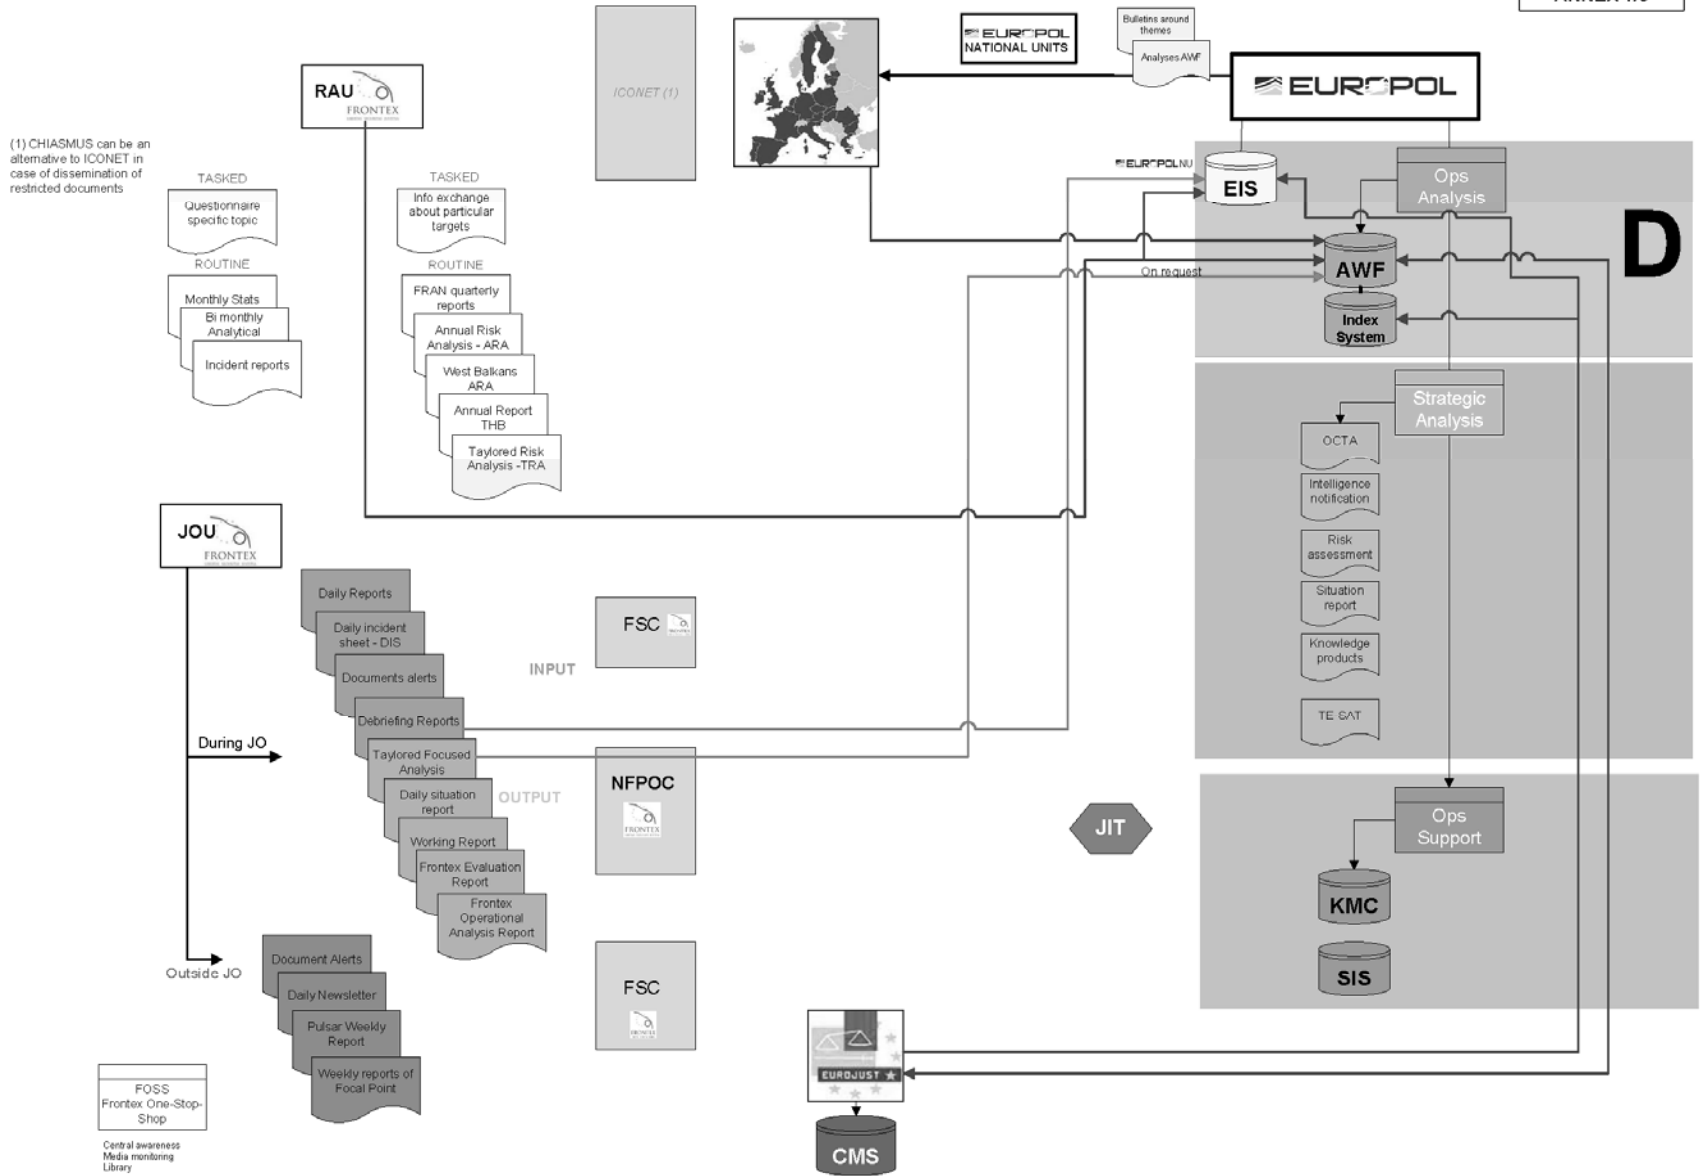 EUROPOL
NATIONAL UNITS
Bulletins around
themes
Analyses AWF
EUROPOL
RAU
FRONTEX
ICONET (1)
(1) CHIASMUS can be an
alternative to ICONET in
case of dissemination of
restricted documents
TASKED
Questionnaire
specific topic
ROUTINE
Monthly Stats
Bi monthly
Analytical
Incident reports
TASKED
Info exchange
about particular
targets
ROUTINE
FRAN quarterly
reports
Annual Risk
Analysis - ARA
West Balkans
ARA
Annual Report
THB
Taylored Risk
Analysis -TRA
EUROPOL NU
EIS
Ops
Analysis
D
AWF
On request
Index
System
Strategic
Analysis
OCTA
Intelligence
notification
Risk
assessment
Situation
report
Knowledge
products
TE SAT
JOU
FRONTEX
Daily Reports
Daily incident
sheet - DIS
Documents alerts
Debriefing Reports
Taylored Focused
Analysis
Daily situation
report
Working Report
Frontex Evaluation
Report
Frontex
Operational
Analysis Report
During JO
Outside JO
INPUT
OUTPUT
FSC
NFPOC
FRONTEX
FSC
JIT
Ops
Support
KMC
SIS
Document Alerts
Daily Newsletter
Pulsar Weekly
Report
Weekly reports of
Focal Point
FOSS
Frontex One-Stop-
Shop
Central awareness
Media monitoring
Library
EUROJUST
CMS